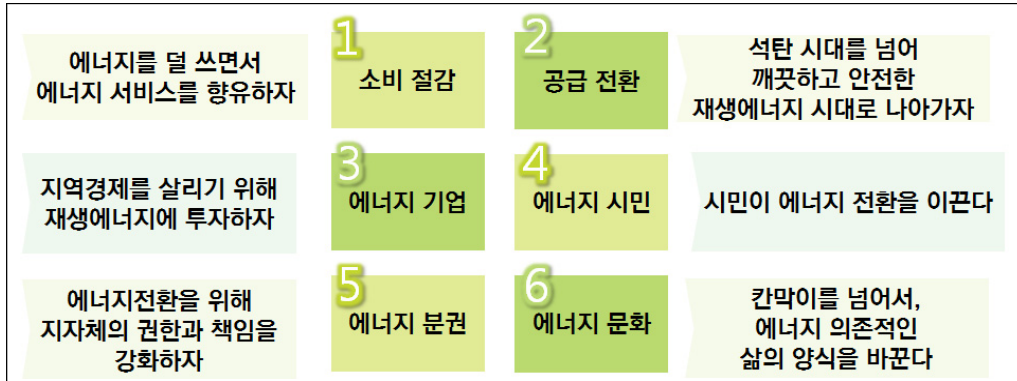 에너지를 덜 쓰면서
에너지 서비스를 향유하자
1
소비 절감
2
공급 전환
석탄 시대를 넘어
깨끗하고 안전한
재생에너지 시대로 나아가자
지역경제를 살리기 위해
재생에너지에 투자하자
3
에너지 기업
4
에너지 시민
시민이 에너지 전환을 이끈다
에너지전환을 위해
지자체의 권한과 책임을
강화하자
5
에너지 분권
6
에너지 문화
칸막이를 넘어서,
에너지 의존적인
삶의 양식을 바꾼다